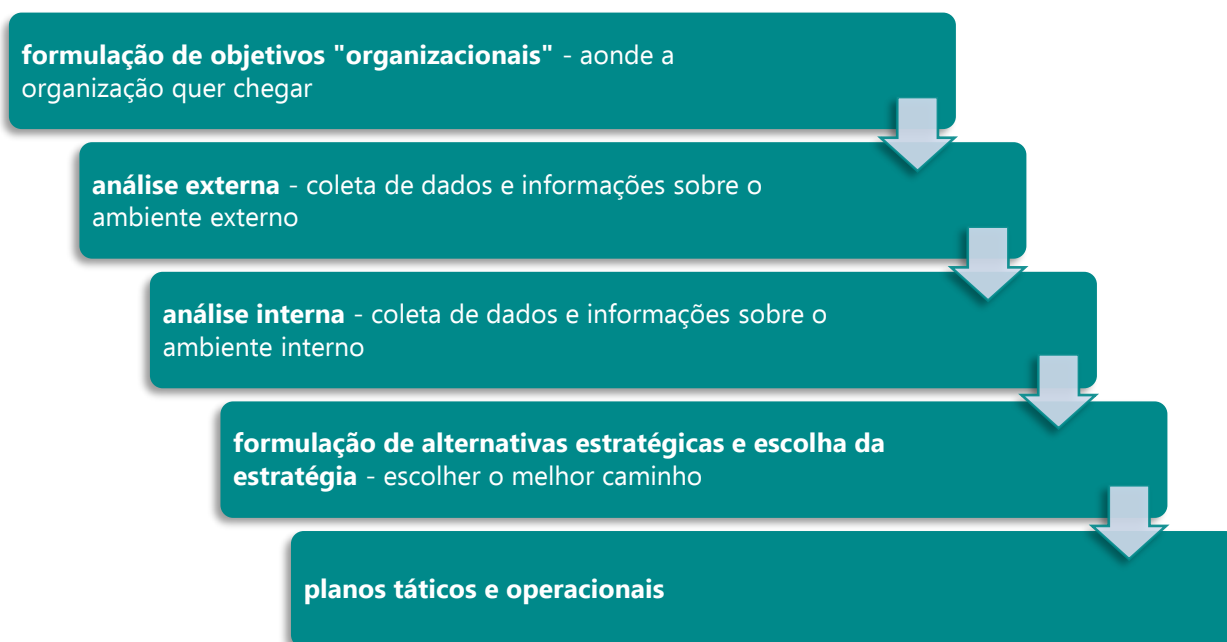 formulação de objetivos "organizacionais" - aonde a
organização quer chegar
análise externa - coleta de dados e informações sobre o
ambiente externo
análise interna - coleta de dados e informações sobre o
ambiente interno
formulação de alternativas estratégicas e escolha da
estratégia - escolher o melhor caminho
planos táticos e operacionais